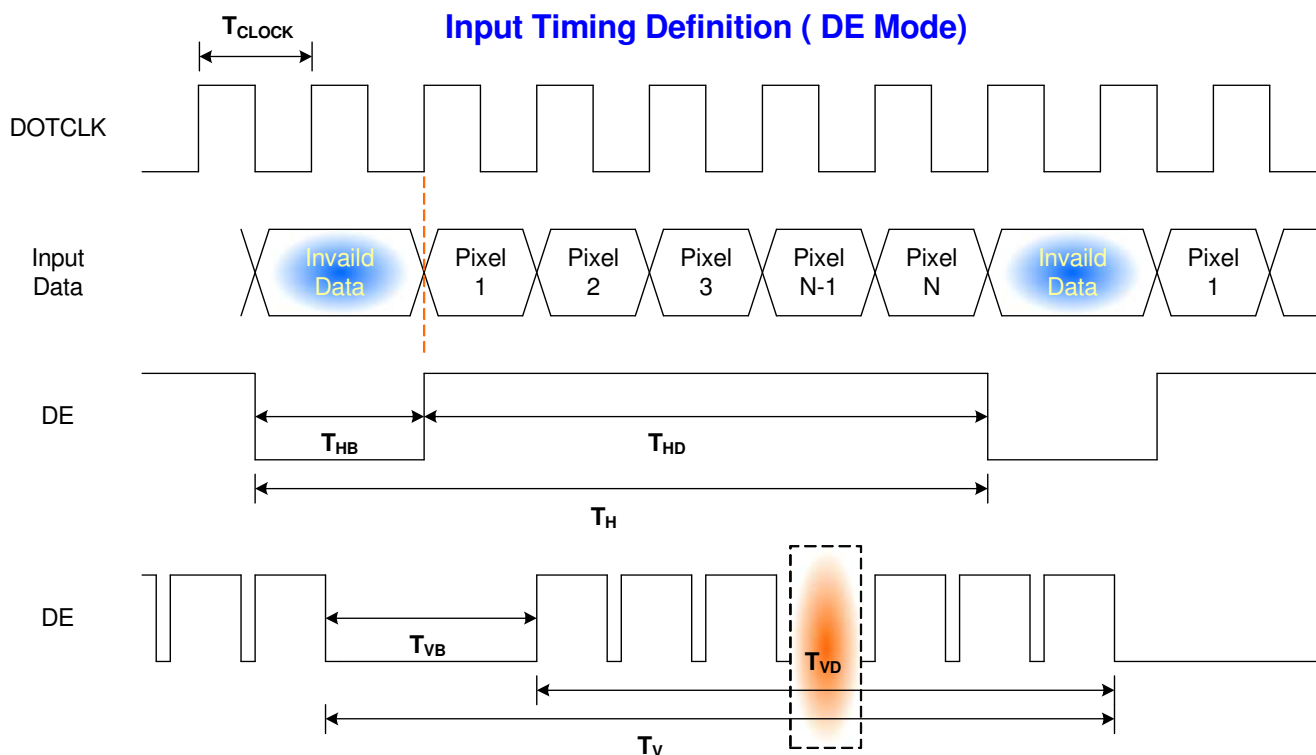 Input Timing Definition ( DE Mode)
TCLOCK
DOTCLK
Input
Data
Invaild
Data
Pixel
1
Pixel
2
Pixel
3
Pixel
N-1
Pixel
N
Invaild
Data
Pixel
1
DE
THB
THD
TH
DE
TVB
TVD
TV